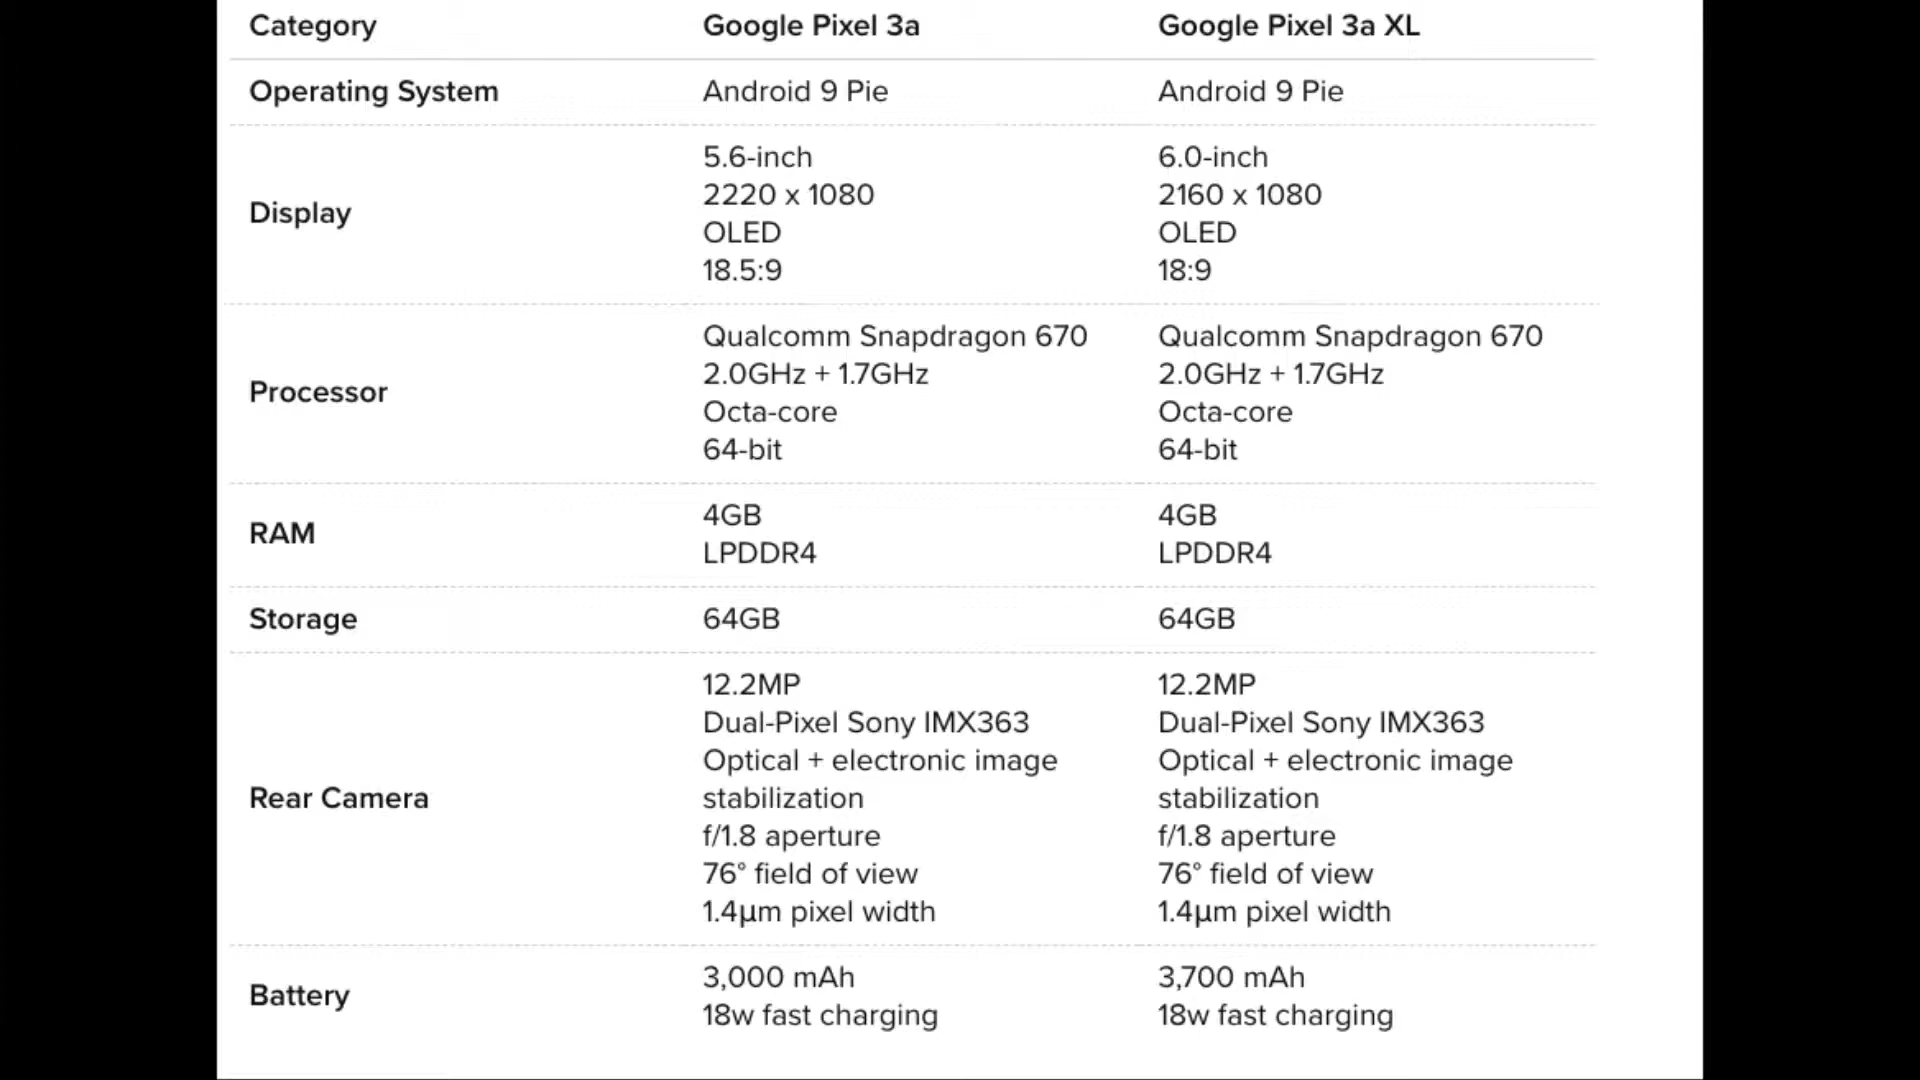 Category Google Pixel 3a Google Pixel 3a XL
Operating System Android 9 Pie Android 9 Pie
Display
5.6-inch 6.0-inch
2220 x 1080 2160 x 1080
OLED OLED
18.5:9 18:9
Processor
Qualcomm Snapdragon 670 Qualcomm Snapdragon 670
2.0GHz + 1.7GHz 2.0GHz + 1.7GHz
Octa-core Octa-core
64-bit 64-bit
RAM
4GB 4GB
LPDDR4 LPDDR4
Storage 64GB 64GB
Rear Camera
12.2MP 12.2MP
Dual-Pixel Sony IMX363 Dual-Pixel Sony IMX363
Optical + electronic image Optical + electronic image
stabilization stabilization
f/1.8 aperture f/1.8 aperture
76° field of view 76° field of view
1.4μm pixel width 1.4μm pixel width
Battery
3,000 mAh 3,700 mAh
18w fast charging 18w fast charging